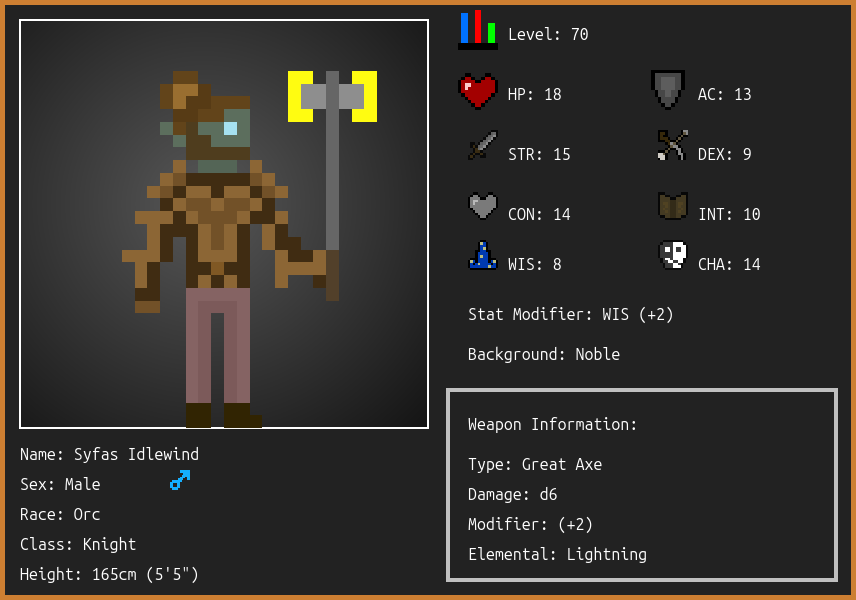 Level: 70
HP: 18
AC: 13
STR: 15
DEX: 9
CON: 14
INT: 10
WIS: 8
CHA: 14
Stat Modifier: WIS (+2)
Background: Noble
Weapon Information:
Type: Great Axe
Damage: d6
Modifier: (+2)
Elemental: Lightning
Name: Syfas Idlewind
Sex: Male
Race: Orc
Class: Knight
Height: 165cm (5'5")